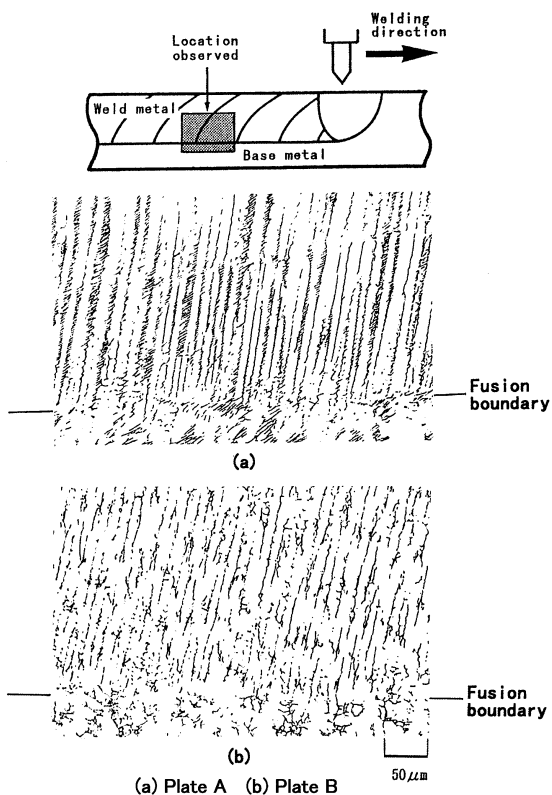 Welding
direction
Location
observed
Weld metal
Base metal
Fusion
boundary
(a)
Fusion
boundary
(b)
50μm
(a) Plate A (b) Plate B